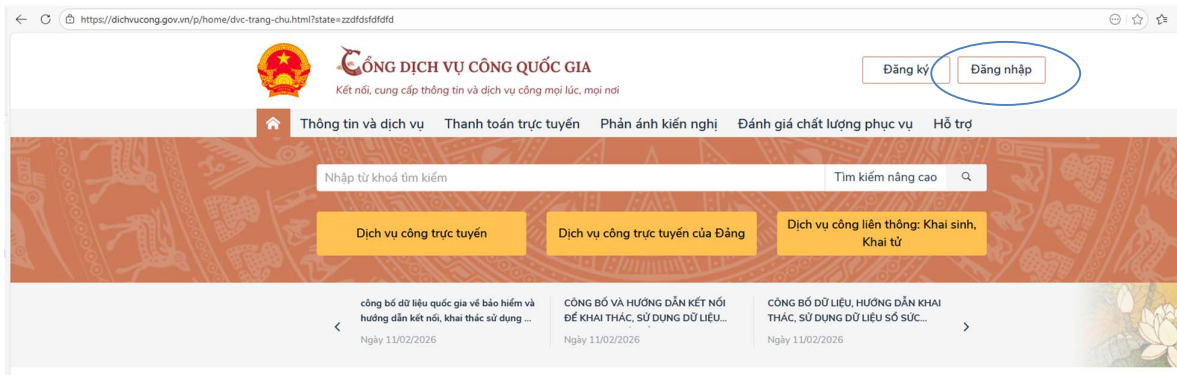 https://dichvucong.gov.vn/p/home/dvc-trang-chu.html?state=zzdfdsfdfdfd
CỔNG DỊCH VỤ CÔNG QUỐC GIA
Kết nối, cung cấp thông tin và dịch vụ công mọi lúc, mọi nơi
Đăng ký
Đăng nhập
Thông tin và dịch vụ Thanh toán trực tuyến Phản ánh kiến nghị Đánh giá chất lượng phục vụ Hỗ trợ
Nhập từ khoá tìm kiếm
Tìm kiếm nâng cao
Dịch vụ công trực tuyến
Dịch vụ công trực tuyến của Đảng
Dịch vụ công liên thông: Khai sinh,
Khai tử
công bố dữ liệu quốc gia về bảo hiểm và
hướng dẫn kết nối, khai thác sử dụng ...
Ngày 11/02/2026
CÔNG BỐ VÀ HƯỚNG DẪN KẾT NỐI
ĐỂ KHAI THÁC, SỬ DỤNG DỮ LIỆU...
Ngày 11/02/2026
CÔNG BỐ DỮ LIỆU, HƯỚNG DẪN KHAI
THÁC, SỬ DỤNG DỮ LIỆU SỔ SỨC...
Ngày 11/02/2026